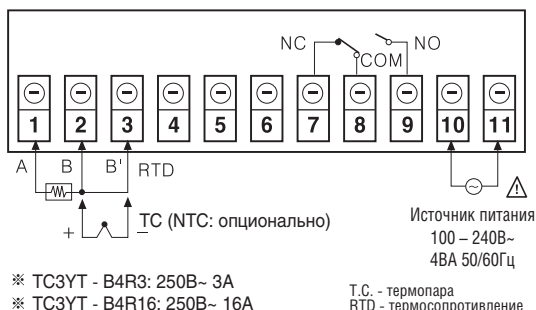 NC NO
COM
1 2 3 4 5 6 7 8 9 10 11
A B B' RTD
+ – TC (NTC: опционально)
Источник питания
100 – 240В~
4ВА 50/60Гц
※ TC3YT - B4R3: 250В~ 3А
※ TC3YT - B4R16: 250В~ 16А
T.C. - термопара
RTD - термосопротивление